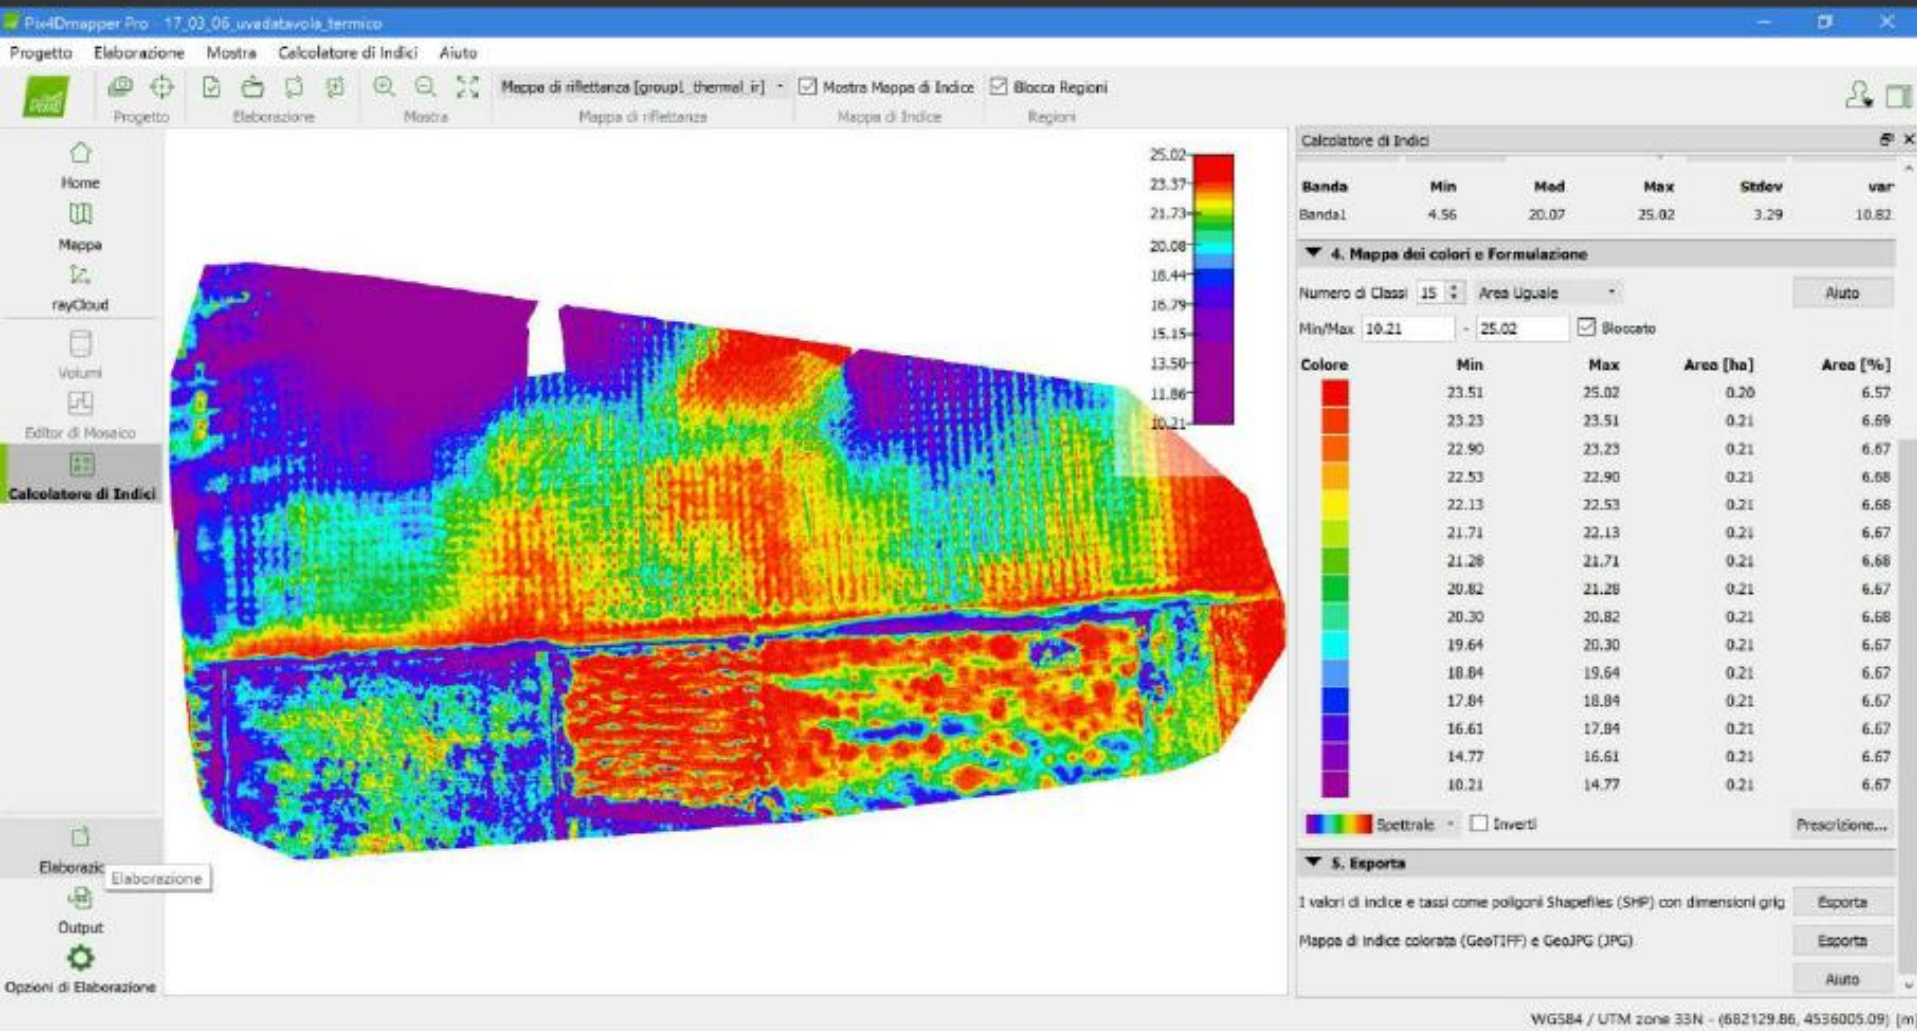 Pix4Dmapper Pro - 17_03_06_uvadatavola_termico
Progetto Elaborazione Mostra Calcolatore di Indici Aiuto
Mappa di riflettanza [group1_thermal_ir] Mostra Mappa di Indice Blocca Regioni
Progetto Elaborazione Mostra Mappa di riflettanza Mappa di Indice Regioni
Home
Mappa
rayCloud
Volumi
Editor di Mosaico
Calcolatore di Indici
Elaborazic
Elaborazione
Output
Opzioni di Elaborazione
25.02
23.37
21.73
20.08
18.44
16.79
15.15
13.50
11.86
10.21
Calcolatore di Indici
Banda Min Med Max Stdev var
Banda1 4.56 20.07 25.02 3.29 10.82
4. Mappa dei colori e Formulazione
Numero di Classi 15 Area Uguale Aiuto
Min/Max 10.21 - 25.02 Bloccato
Colore Min Max Area [ha] Area [%]
23.51 25.02 0.20 6.57
23.23 23.51 0.21 6.69
22.90 23.23 0.21 6.67
22.53 22.90 0.21 6.68
22.13 22.53 0.21 6.68
21.71 22.13 0.21 6.67
21.28 21.71 0.21 6.68
20.82 21.28 0.21 6.67
20.30 20.82 0.21 6.68
19.64 20.30 0.21 6.67
18.84 19.64 0.21 6.67
17.84 18.84 0.21 6.67
16.61 17.84 0.21 6.67
14.77 16.61 0.21 6.67
10.21 14.77 0.21 6.67
Spettrale Inverti Prescrizione...
5. Esporta
I valori di indice e tassi come poligoni Shapefiles (SHP) con dimensioni grig Esporta
Mappa di indice colorata (GeoTIFF) e GeoJPG (JPG) Esporta
Aiuto
WGS84 / UTM zone 33N - (682129.86, 4536005.09) [m